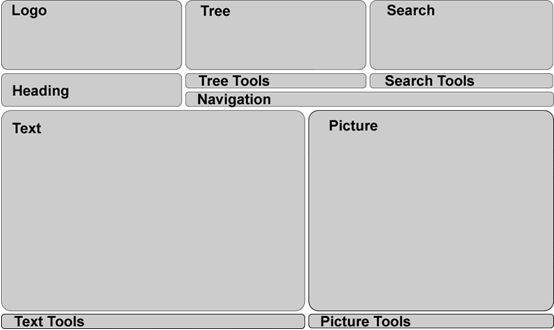 Logo
Tree
Search
Heading
Tree Tools
Search Tools
Navigation
Text
Picture
Text Tools
Picture Tools